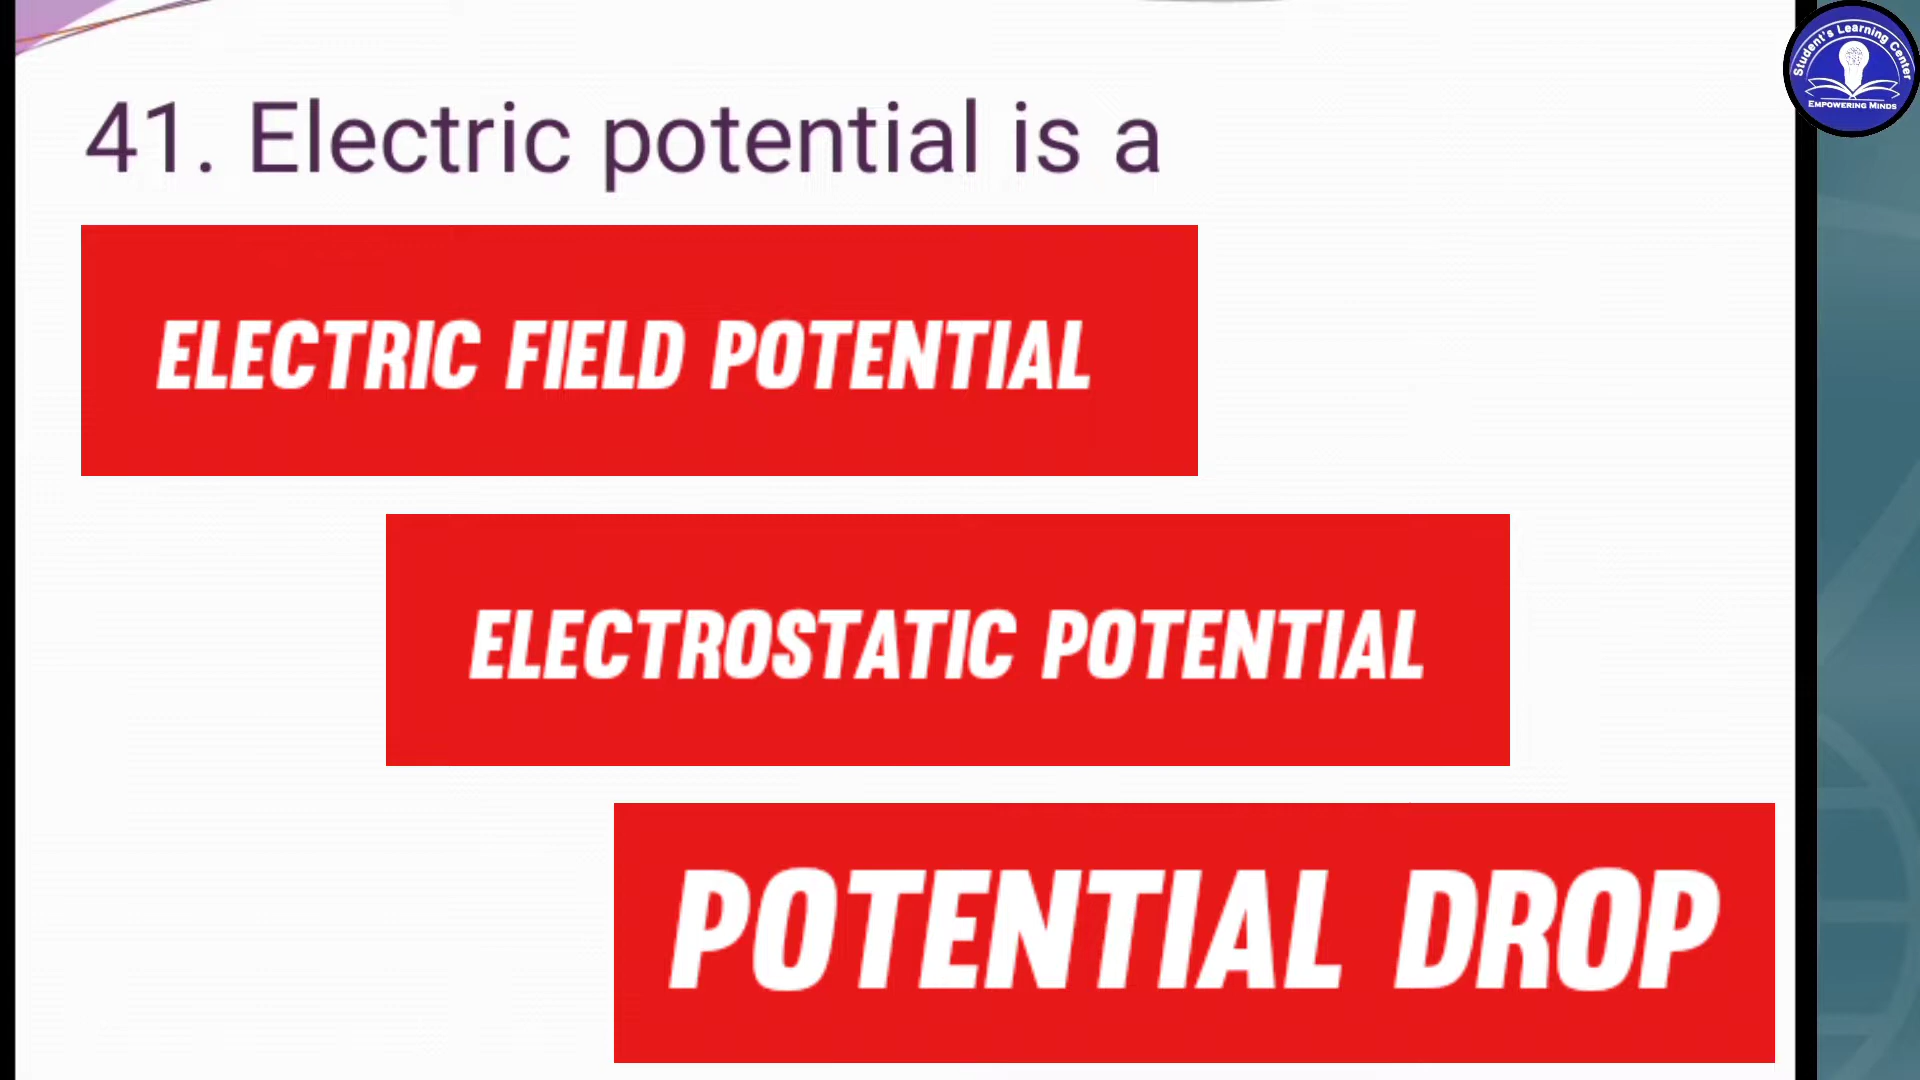 Student's Learning Center
EMPOWERING MINDS
41. Electric potential is a
ELECTRIC FIELD POTENTIAL
ELECTROSTATIC POTENTIAL
POTENTIAL DROP